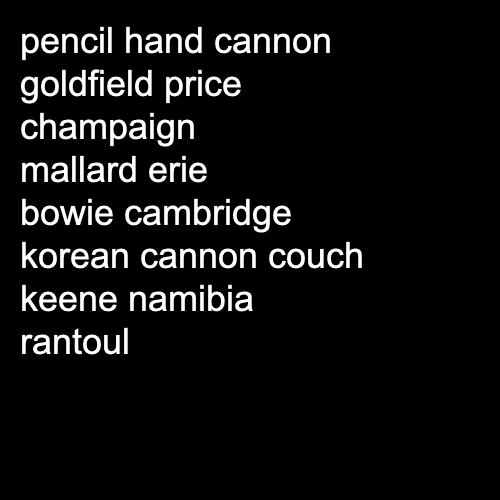 pencil hand cannon
goldfield price
champaign
mallard erie
bowie cambridge
korean cannon couch
keene namibia
rantoul